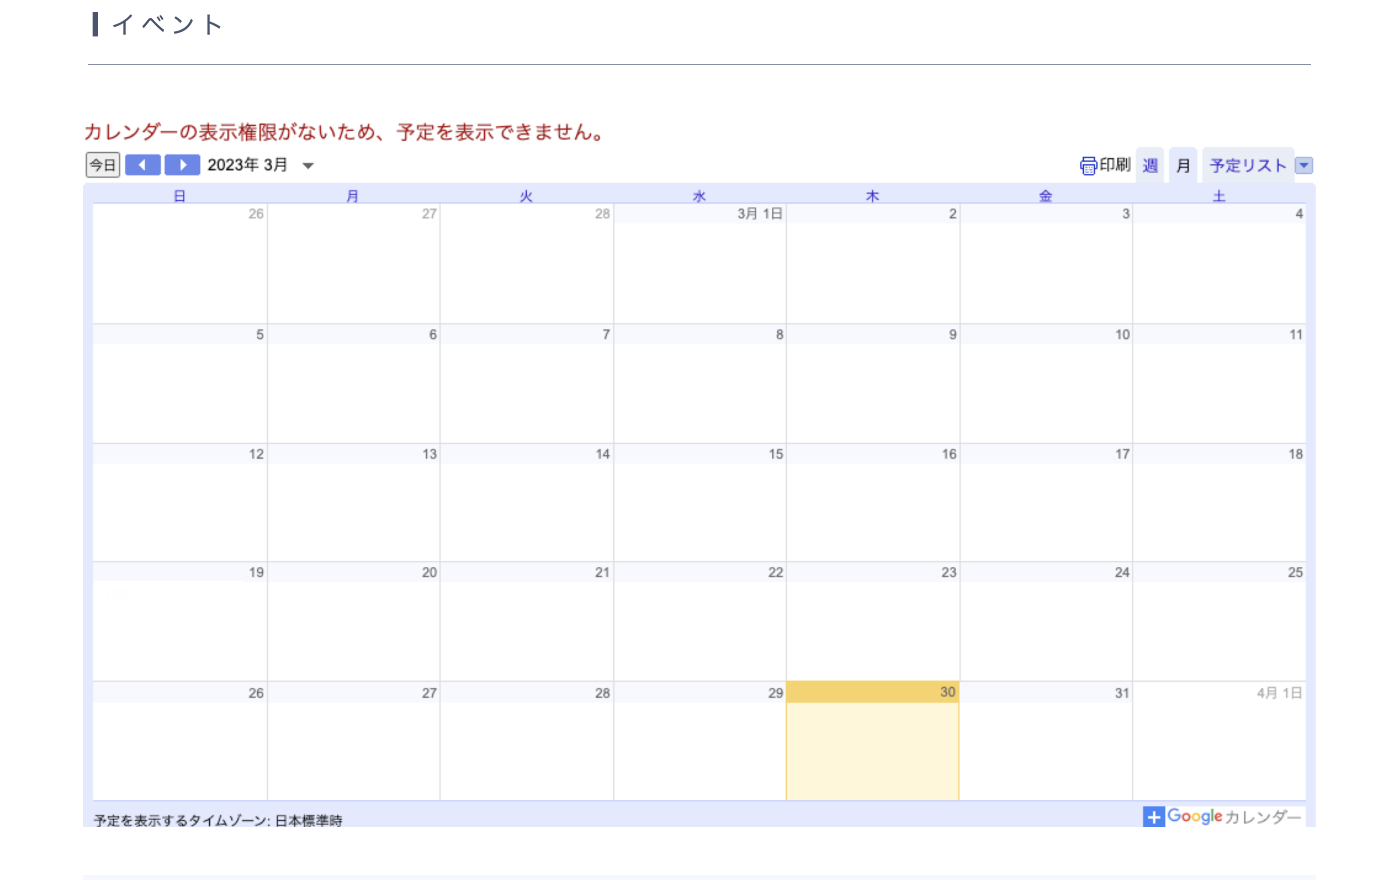 イベント
カレンダーの表示権限がないため、予定を表示できません。
今日 2023年 3月 印刷 週 月 予定リスト
日 月 火 水 木 金 土
26 27 28 3月 1日 2 3 4
5 6 7 8 9 10 11
12 13 14 15 16 17 18
19 20 21 22 23 24 25
26 27 28 29 30 31 4月 1日
予定を表示するタイムゾーン: 日本標準時 Google カレンダー